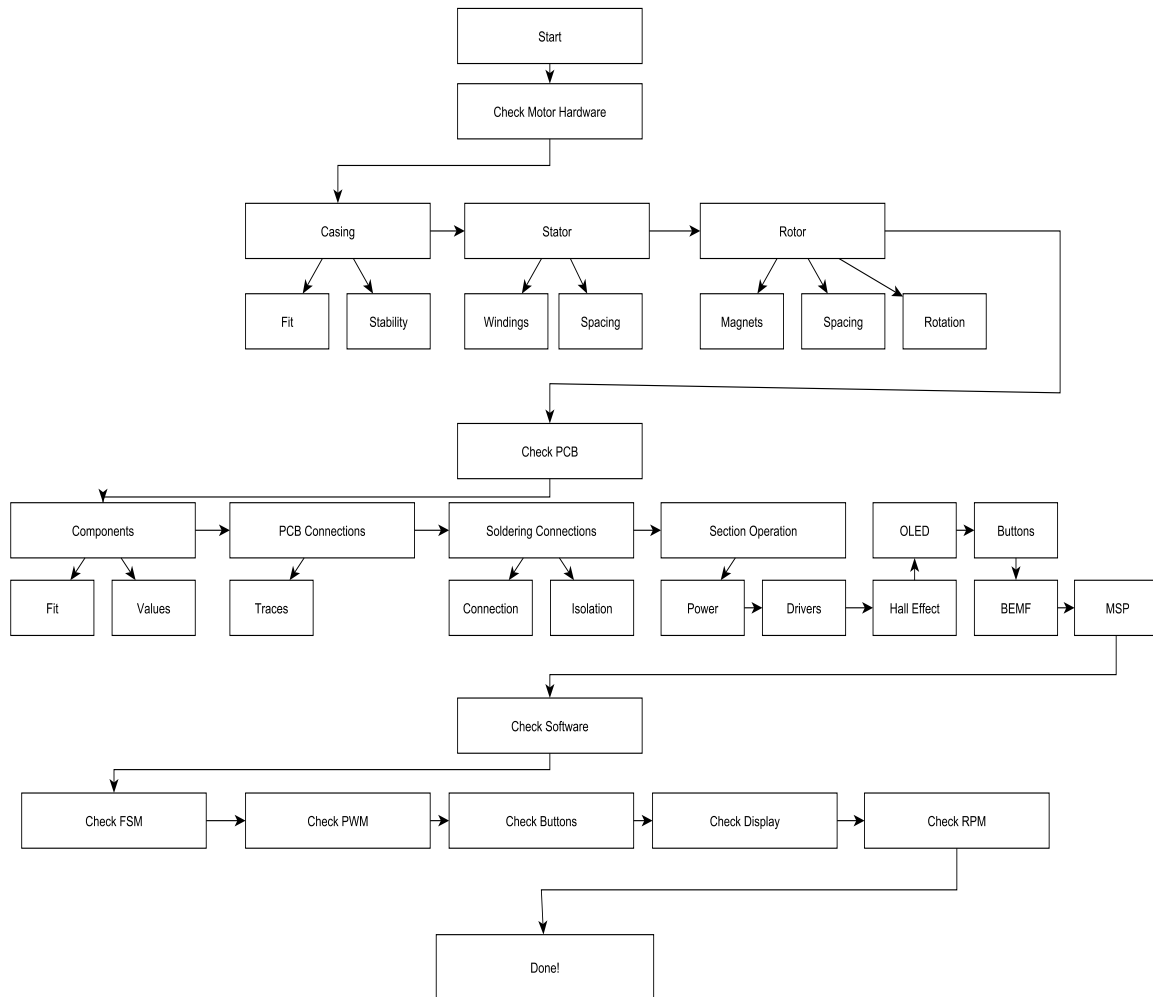 Start
Check Motor Hardware
Casing
Stator
Rotor
Fit
Stability
Windings
Spacing
Magnets
Spacing
Rotation
Check PCB
Components
PCB Connections
Soldering Connections
Section Operation
OLED
Buttons
Fit
Values
Traces
Connection
Isolation
Power
Drivers
Hall Effect
BEMF
MSP
Check Software
Check FSM
Check PWM
Check Buttons
Check Display
Check RPM
Done!